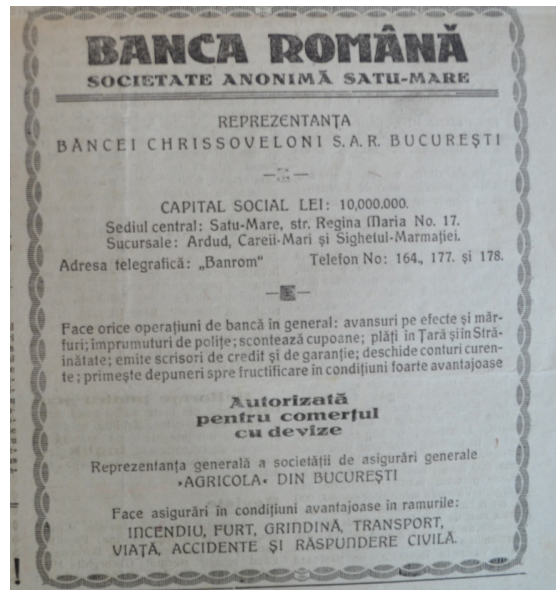 BANCA ROMÂNĂ
SOCIETATE ANONIMĂ SATU-MARE
REPREZENTANȚA
BĂNCEI CHRISSOVELONI S.A.R. BUCUREȘTI
CAPITAL SOCIAL LEI: 10,000.000.
Sediul central: Satu-Mare, str. Regina Maria No. 17.
Sucursale: Ardud, Careii-Mari și Sighetul-Marmației.
Adresa telegrafică: „Banrom“ Telefon No: 164., 177. și 178.
Face orice operațiuni de bancă în general: avansuri pe efecte și măr-
furi; împrumuturi de polițe; scontează cupoane; plăți în Țară și în Stră-
inătate; emite scrisori de credit și de garanție; deschide conturi curen-
te; primește depuneri spre fructificare în condițiuni foarte avantajoase
Autorizată
pentru comerțul
cu devize
Reprezentanța generală a societății de asigurări generale
»AGRICOLA« DIN BUCUREȘTI
Face asigurări în condițiuni avantajoase în ramurile:
INCENDIU, FURT, GRINDINĂ, TRANSPORT,
VIAȚĂ, ACCIDENTE ȘI RĂSPUNDERE CIVILĂ.
!